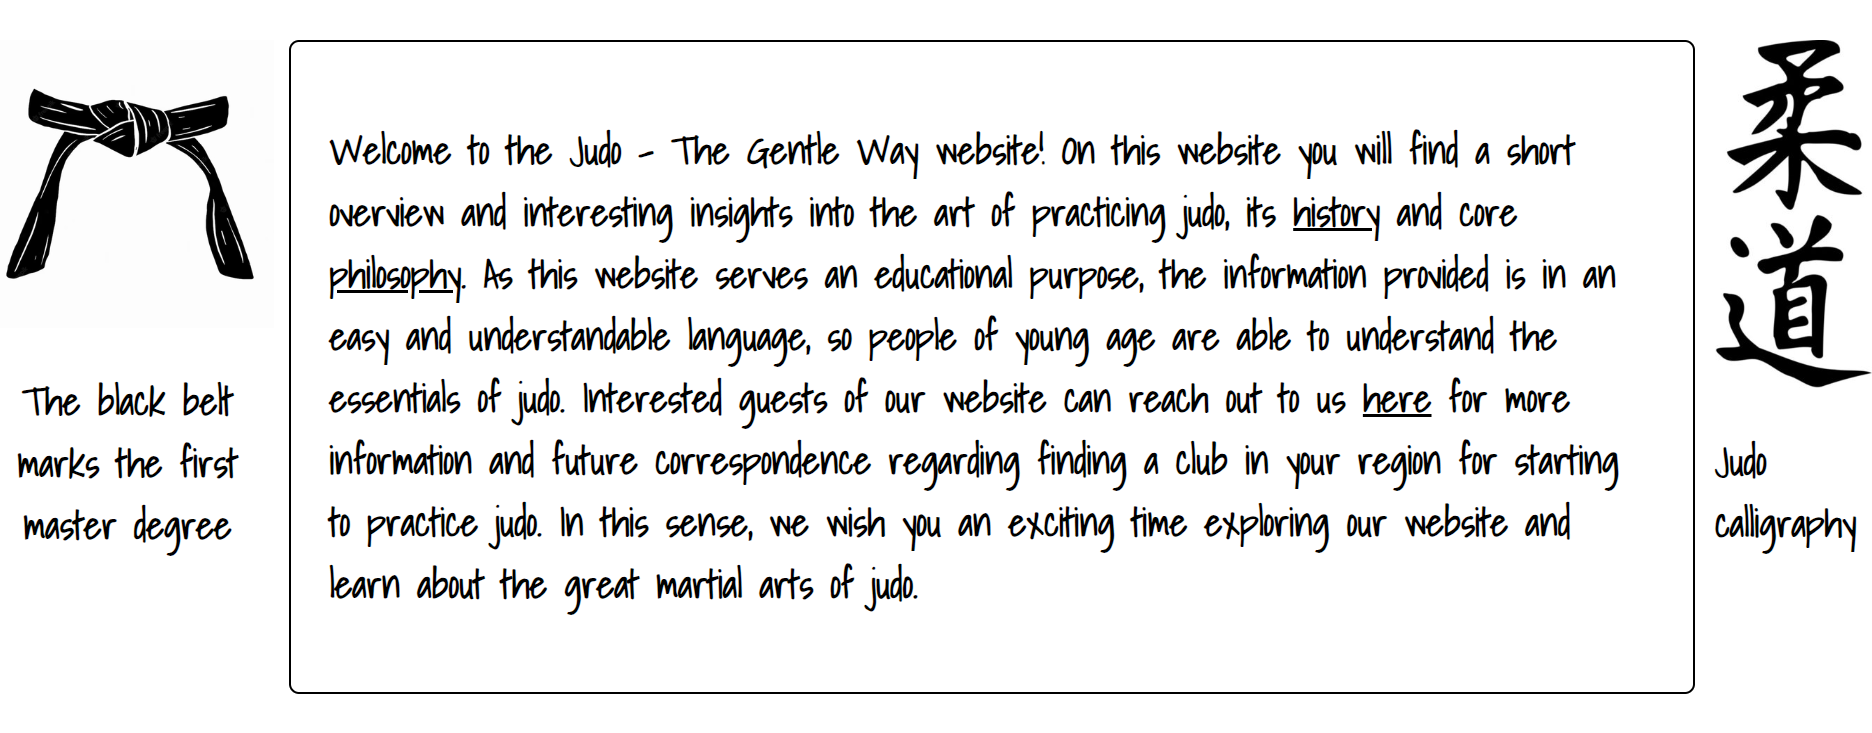 The black belt
marks the first
master degree
Welcome to the Judo - The Gentle Way website! On this website you will find a short
overview and interesting insights into the art of practicing judo, its history and core
philosophy. As this website serves an educational purpose, the information provided is in an
easy and understandable language, so people of young age are able to understand the
essentials of judo. Interested guests of our website can reach out to us here for more
information and future correspondence regarding finding a club in your region for starting
to practice judo. In this sense, we wish you an exciting time exploring our website and
learn about the great martial arts of judo.
柔
道
Judo
calligraphy